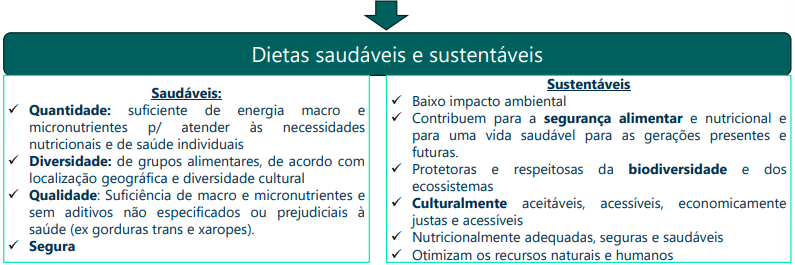 Dietas saudáveis e sustentáveis
Saudáveis:
✓ Quantidade: suficiente de energia macro e
micronutrientes p/ atender às necessidades
nutricionais e de saúde individuais
✓ Diversidade: de grupos alimentares, de acordo com
localização geográfica e diversidade cultural
✓ Qualidade: Suficiência de macro e micronutrientes e
sem aditivos não especificados ou prejudiciais à
saúde (ex gorduras trans e xaropes).
✓ Segura
Sustentáveis
✓ Baixo impacto ambiental
✓ Contribuem para a segurança alimentar e nutricional e
para uma vida saudável para as gerações presentes e
futuras.
✓ Protetoras e respeitosas da biodiversidade e dos
ecossistemas
✓ Culturalmente aceitáveis, acessíveis, economicamente
justas e acessíveis
✓ Nutricionalmente adequadas, seguras e saudáveis
✓ Otimizam os recursos naturais e humanos